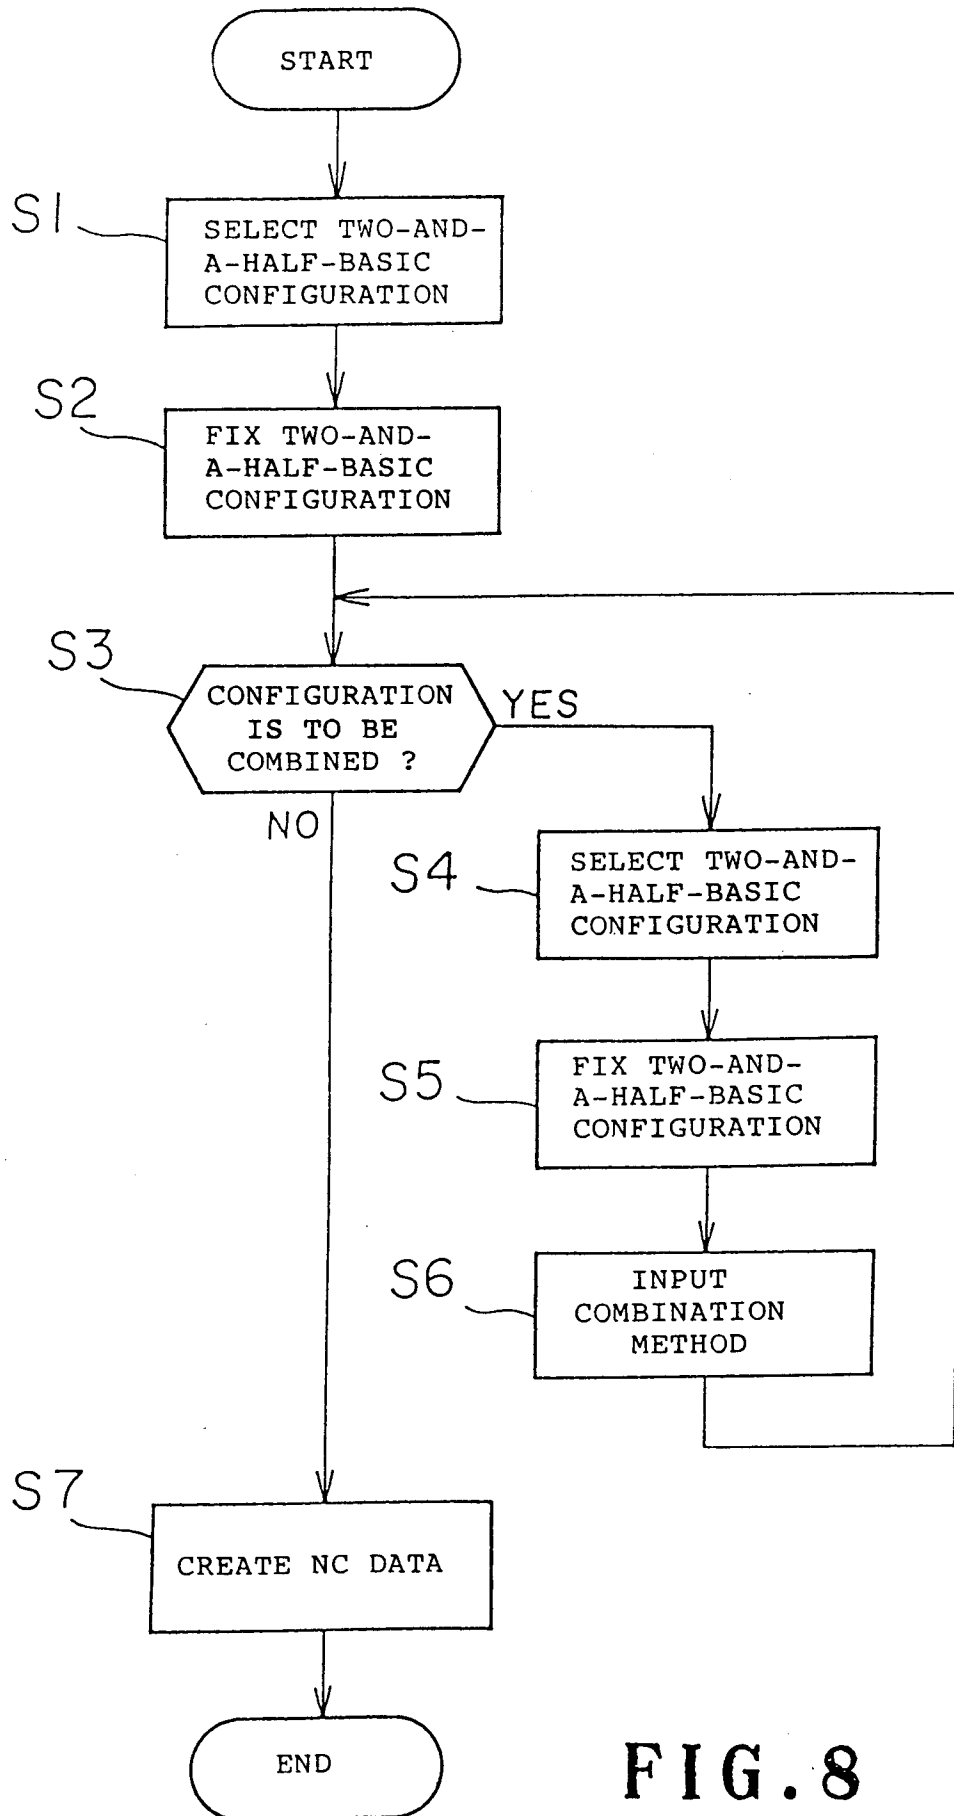 START
S1
SELECT TWO-AND-
A-HALF-BASIC
CONFIGURATION
S2
FIX TWO-AND-
A-HALF-BASIC
CONFIGURATION
S3
CONFIGURATION
IS TO BE
COMBINED ?
YES
NO
S4
SELECT TWO-AND-
A-HALF-BASIC
CONFIGURATION
S5
FIX TWO-AND-
A-HALF-BASIC
CONFIGURATION
S6
INPUT
COMBINATION
METHOD
S7
CREATE NC DATA
END
FIG. 8